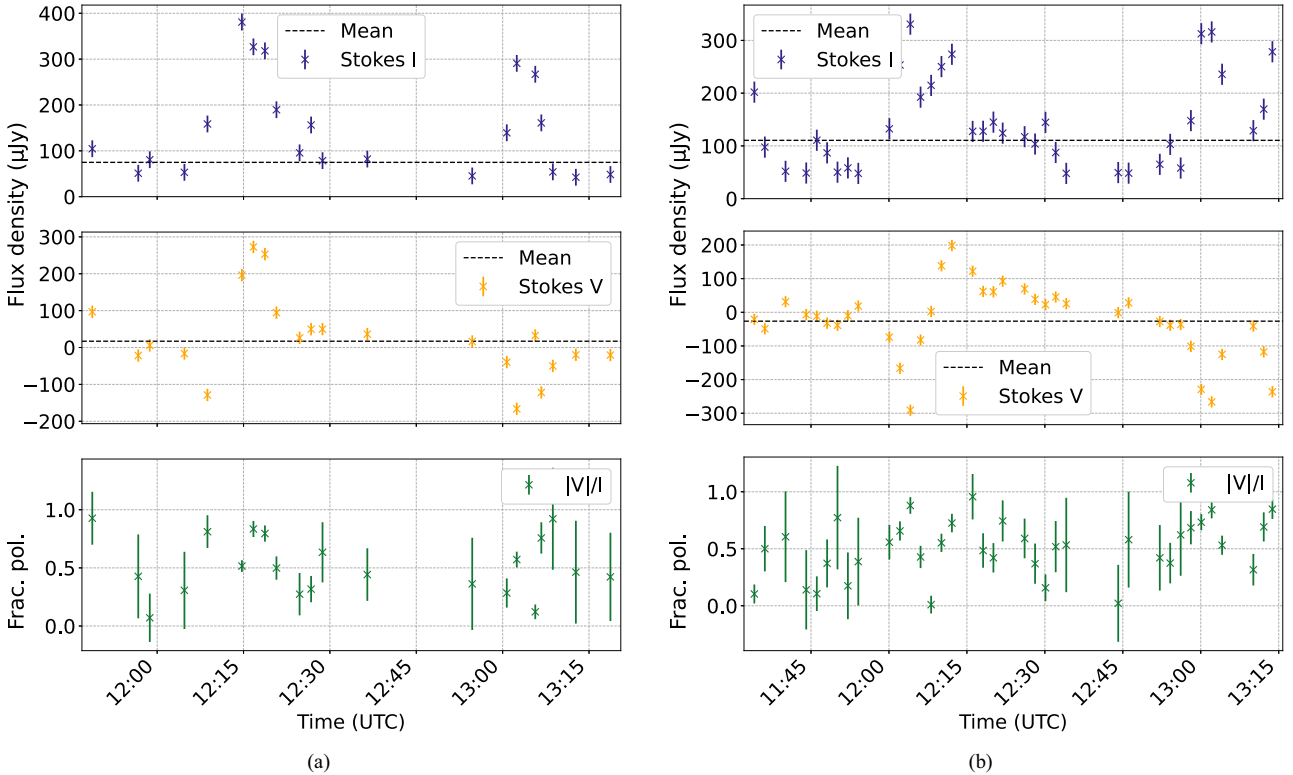 400
300
200
100
0
Mean
Stokes I
300
200
100
0
−100
−200
Mean
Stokes V
1.0
0.5
0.0
|V|/I
Flux density (µJy)
Frac. pol.
12:00
12:15
12:30
12:45
13:00
13:15
Time (UTC)
(a)
300
200
100
0
Mean
Stokes I
200
100
0
−100
−200
−300
Mean
Stokes V
1.0
0.5
0.0
|V|/I
Flux density (µJy)
Frac. pol.
11:45
12:00
12:15
12:30
12:45
13:00
13:15
Time (UTC)
(b)